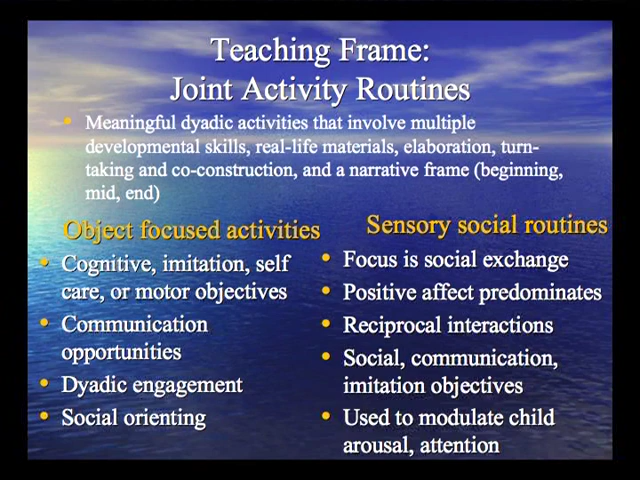 Teaching Frame:
Joint Activity Routines
• Meaningful dyadic activities that involve multiple
developmental skills, real-life materials, elaboration, turn-
taking and co-construction, and a narrative frame (beginning,
mid, end)
Object focused activities
• Cognitive, imitation, self
care, or motor objectives
• Communication
opportunities
• Dyadic engagement
• Social orienting
Sensory social routines
• Focus is social exchange
• Positive affect predominates
• Reciprocal interactions
• Social, communication,
imitation objectives
• Used to modulate child
arousal, attention